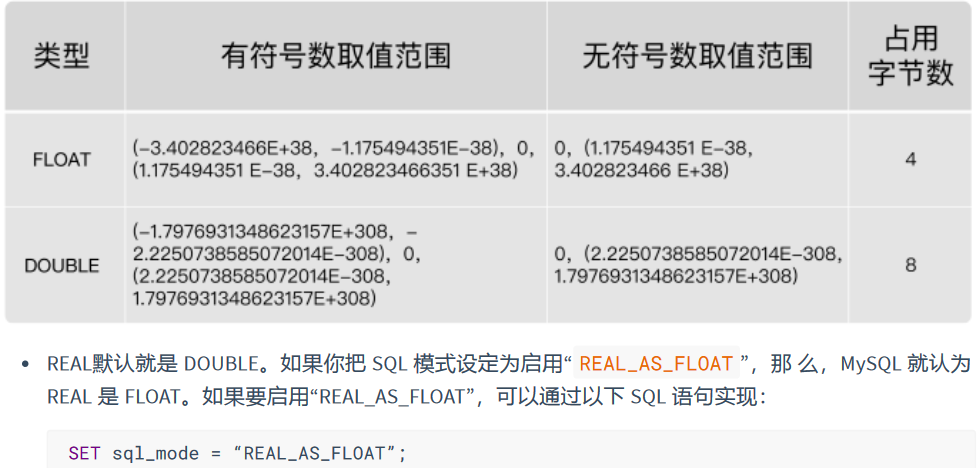 类型 有符号数取值范围 无符号数取值范围 占用
字节数
FLOAT (-3.402823466E+38，-1.175494351E-38)，0，
(1.175494351 E-38，3.402823466351 E+38) 0，(1.175494351 E-38，
3.402823466 E+38) 4
DOUBLE (-1.7976931348623157E+308，-
2.2250738585072014E-308)，0，
(2.2250738585072014E-308，
1.7976931348623157E+308) 0，(2.2250738585072014E-308，
1.7976931348623157E+308) 8
• REAL默认就是 DOUBLE。如果你把 SQL 模式设定为启用“ REAL_AS_FLOAT ”，那 么，MySQL 就认为
REAL 是 FLOAT。如果要启用“REAL_AS_FLOAT”，可以通过以下 SQL 语句实现：
SET sql_mode = “REAL_AS_FLOAT”;